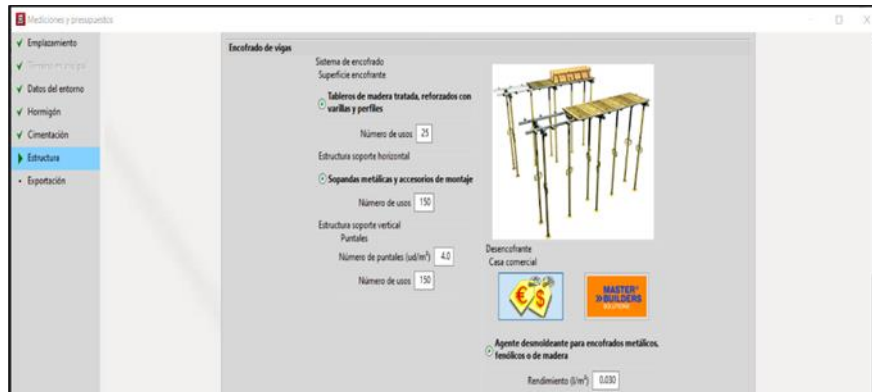 Mediciones y presupuestos
Emplazamiento
Término municipal
Datos del entorno
Hormigón
Cimentación
Estructura
Exportación
Encofrado de vigas
Sistema de encofrado
Superficie encofrante
Tableros de madera tratada, reforzados con
varillas y perfiles
Número de usos 25
Estructura soporte horizontal
Sopandas metálicas y accesorios de montaje
Número de usos 150
Estructura soporte vertical
Puntales
Número de puntales (ud/m²) 4.0
Número de usos 150
Desencofrante
Casa comercial
€ $
MASTER®
»BUILDERS
SOLUTIONS
Agente desmoldeante para encofrados metálicos,
fenólicos o de madera
Rendimiento (l/m²) 0.030